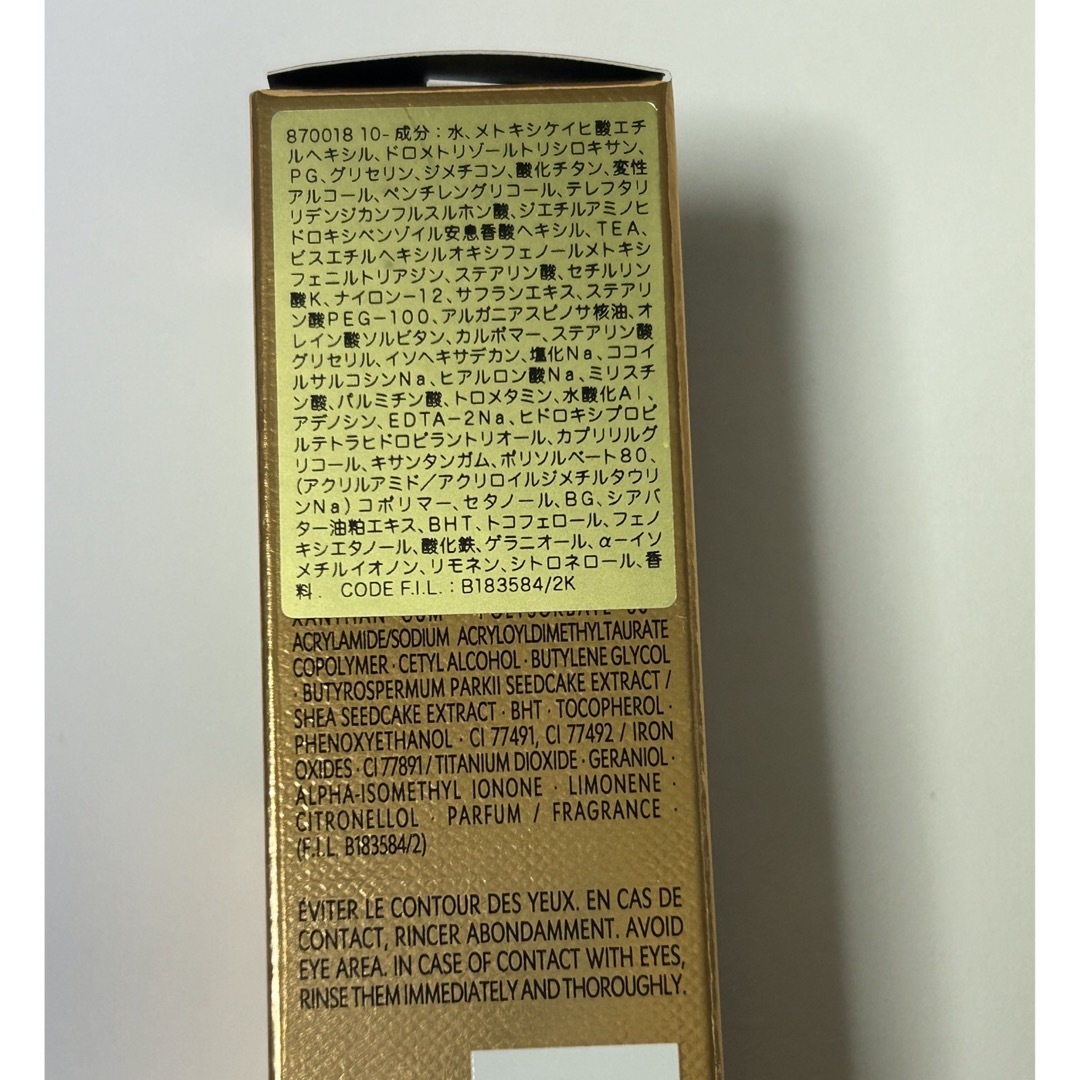 870018 10- 成分：水、メトキシケイヒ酸エチ
ルヘキシル、ドロメトリゾールトリシロキサン、
PG、グリセリン、ジメチコン、酸化チタン、変性
アルコール、ペンチレングリコール、テレフタリ
リデンジカンフルスルホン酸、ジエチルアミノヒ
ドロキシベンゾイル安息香酸ヘキシル、TEA、
ビスエチルヘキシルオキシフェノールメトキシ
フェニルトリアジン、ステアリン酸、セチルリン
酸K、ナイロン-12、サフランエキス、ステアリ
ン酸PEG-100、アルガニアスピノサ核油、オ
レイン酸ソルビタン、カルボマー、ステアリン酸
グリセリル、イソヘキサデカン、塩化Na、ココイ
ルサルコシンNa、ヒアルロン酸Na、ミリスチ
ン酸、パルミチン酸、トロメタミン、水酸化Al、
アデノシン、EDTA-2Na、ヒドロキシプロピ
ルテトラヒドロピラントリオール、カプリリルグ
リコール、キサンタンガム、ポリソルベート80、
(アクリルアミド／アクリロイルジメチルタウリ
ンNa)コポリマー、セタノール、BG、シアバ
ター油粕エキス、BHT、トコフェロール、フェノ
キシエタノール、酸化鉄、ゲラニオール、α-イソ
メチルイオノン、リモネン、シトロネロール、香
料. CODE F.I.L. : B183584/2K
XANTHAN GUM · POLYSORBATE 80 ·
ACRYLAMIDE/SODIUM ACRYLOYLDIMETHYLTAURATE
COPOLYMER · CETYL ALCOHOL · BUTYLENE GLYCOL
· BUTYROSPERMUM PARKII SEEDCAKE EXTRACT /
SHEA SEEDCAKE EXTRACT · BHT · TOCOPHEROL ·
PHENOXYETHANOL · CI 77491, CI 77492 / IRON
OXIDES · CI 77891 / TITANIUM DIOXIDE · GERANIOL ·
ALPHA-ISOMETHYL IONONE · LIMONENE ·
CITRONELLOL · PARFUM / FRAGRANCE ·
(F.I.L. B183584/2)
ÉVITER LE CONTOUR DES YEUX. EN CAS DE
CONTACT, RINCER ABONDAMMENT. AVOID
EYE AREA. IN CASE OF CONTACT WITH EYES,
RINSE THEM IMMEDIATELY AND THOROUGHLY.